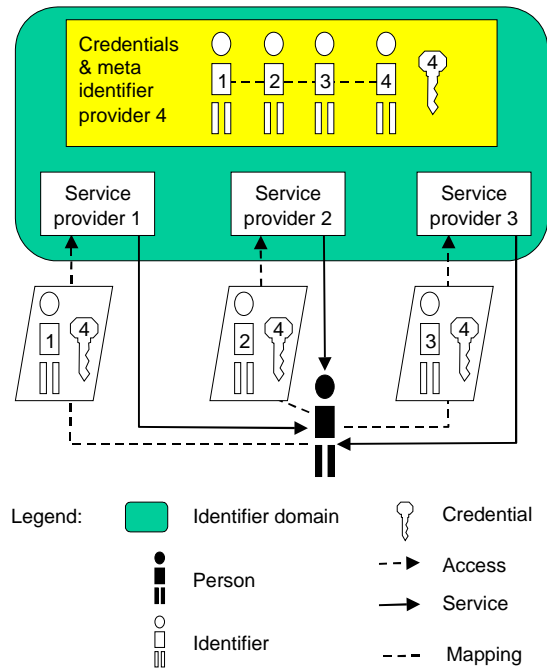 Credentials
& meta
identifier
provider 4
1 2 3 4
4
Service
provider 1
Service
provider 2
Service
provider 3
1 4
2 4
3 4
Legend:
Identifier domain
Credential
Person
Access
Service
Identifier
Mapping